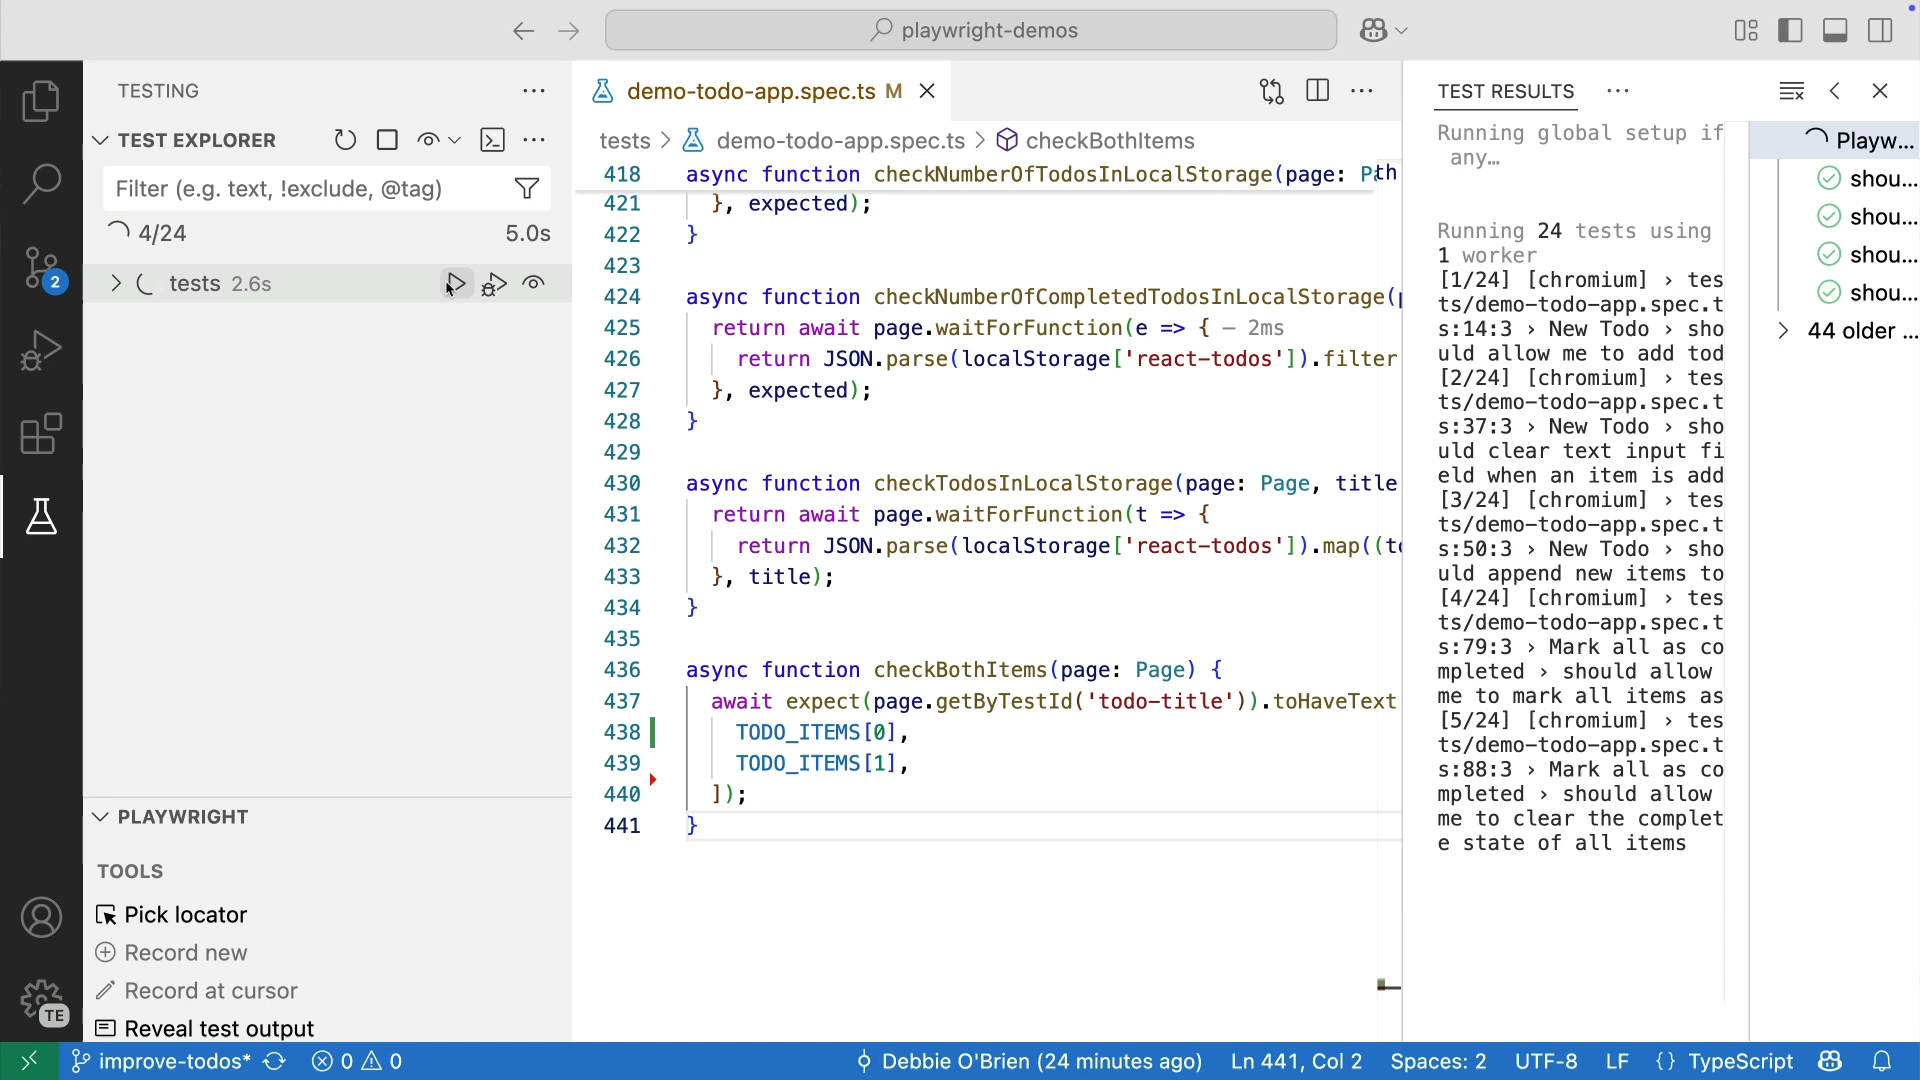 playwright-demos
TESTING
TEST EXPLORER
Filter (e.g. text, !exclude, @tag)
4/24
5.0s
tests 2.6s
PLAYWRIGHT
TOOLS
Pick locator
Record new
Record at cursor
Reveal test output
2
TE
demo-todo-app.spec.ts M
tests > demo-todo-app.spec.ts > checkBothItems
418 async function checkNumberOfTodosInLocalStorage(page: P
421 }, expected);
422 }
423
424 async function checkNumberOfCompletedTodosInLocalStorage(
425 return await page.waitForFunction(e => { — 2ms
426 return JSON.parse(localStorage['react-todos']).filter
427 }, expected);
428 }
429
430 async function checkTodosInLocalStorage(page: Page, title
431 return await page.waitForFunction(t => {
432 return JSON.parse(localStorage['react-todos']).map((t
433 }, title);
434 }
435
436 async function checkBothItems(page: Page) {
437 await expect(page.getByTestId('todo-title')).toHaveText
438 TODO_ITEMS[0],
439 TODO_ITEMS[1],
440 ]);
441 }
TEST RESULTS
Running global setup if
any…
Running 24 tests using
1 worker
[1/24] [chromium] › tes
ts/demo-todo-app.spec.t
s:14:3 › New Todo › sho
uld allow me to add tod
[2/24] [chromium] › tes
ts/demo-todo-app.spec.t
s:37:3 › New Todo › sho
uld clear text input fi
eld when an item is add
[3/24] [chromium] › tes
ts/demo-todo-app.spec.t
s:50:3 › New Todo › sho
uld append new items to
[4/24] [chromium] › tes
ts/demo-todo-app.spec.t
s:79:3 › Mark all as co
mpleted › should allow
me to mark all items as
[5/24] [chromium] › tes
ts/demo-todo-app.spec.t
s:88:3 › Mark all as co
mpleted › should allow
me to clear the complet
e state of all items
Playw...
shou...
shou...
shou...
shou...
44 older ...
improve-todos*
0 0
Debbie O'Brien (24 minutes ago)
Ln 441, Col 2
Spaces: 2
UTF-8
LF
{} TypeScript